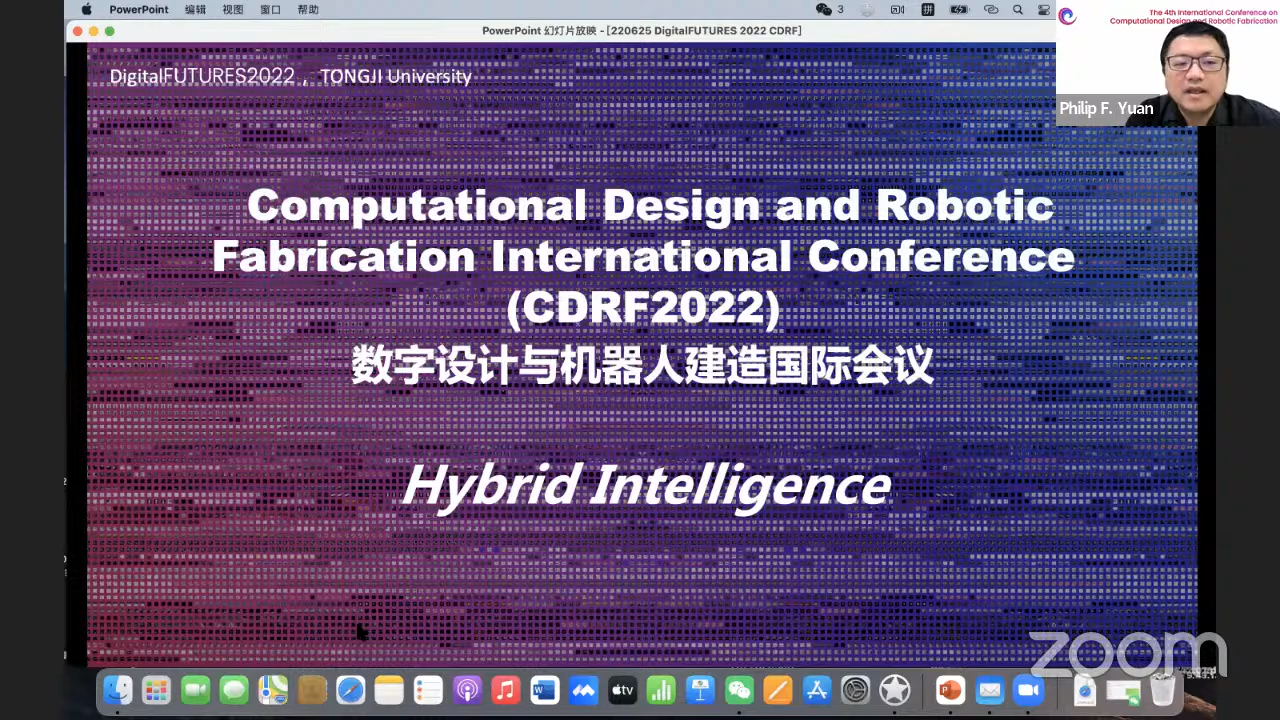 PowerPoint 编辑 视图 窗口 帮助
3
拼
PowerPoint 幻灯片放映 - [220625 DigitalFUTURES 2022 CDRF]
The 4th International Conference on
Computational Design and Robotic Fabrication
Philip F. Yuan
DigitalFUTURES2022 , TONGJI University
Computational Design and Robotic
Fabrication International Conference
(CDRF2022)
数字设计与机器人建造国际会议
Hybrid Intelligence
zoom
tv